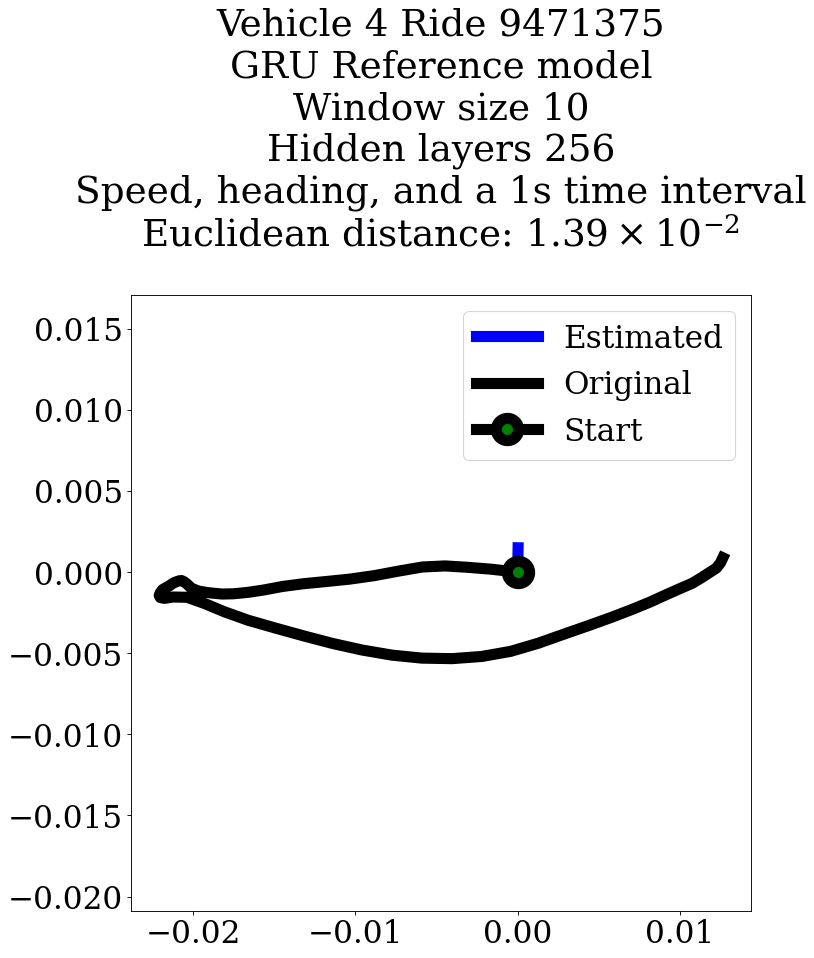 Vehicle 4 Ride 9471375
GRU Reference model
Window size 10
Hidden layers 256
Speed, heading, and a 1s time interval
Euclidean distance: 1.39 × 10⁻²
Estimated
Original
Start
0.015
0.010
0.005
0.000
−0.005
−0.010
−0.015
−0.020
−0.02 −0.01 0.00 0.01